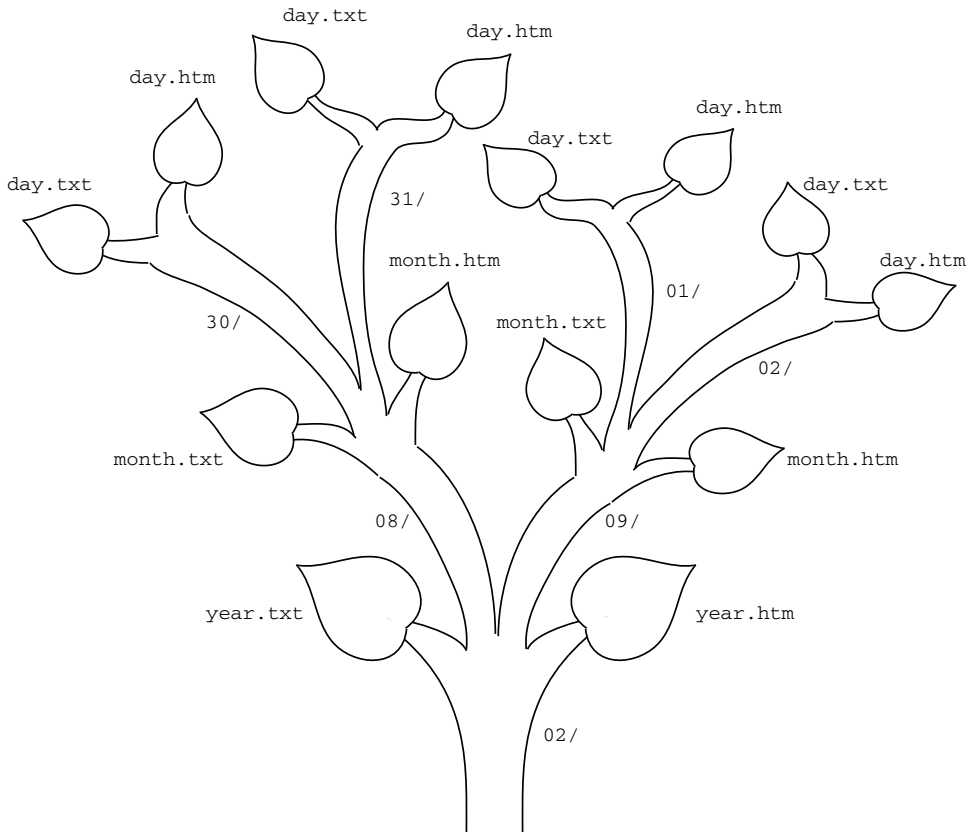 day.txt
day.htm
day.htm
day.htm
day.txt
day.txt
day.txt
31/
month.htm
day.htm
01/
30/
month.txt
02/
month.txt
month.htm
08/
09/
year.txt
year.htm
02/